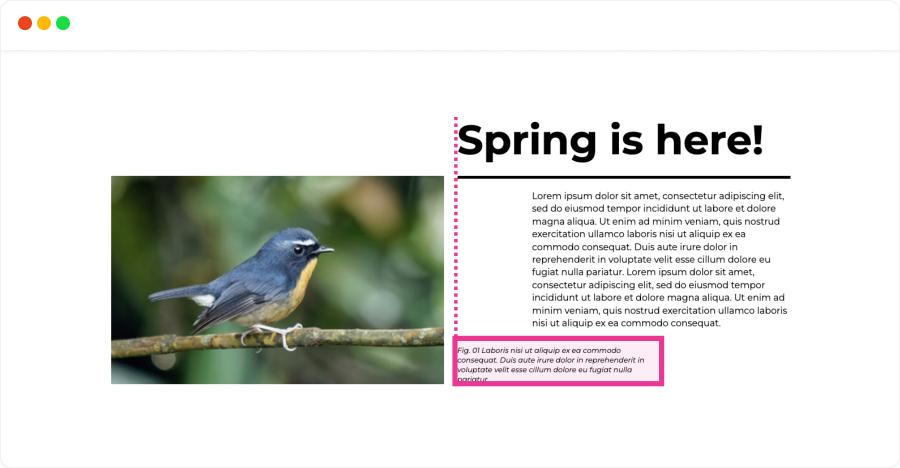 Spring is here!
Lorem ipsum dolor sit amet, consectetur adipiscing elit,
sed do eiusmod tempor incididunt ut labore et dolore
magna aliqua. Ut enim ad minim veniam, quis nostrud
exercitation ullamco laboris nisi ut aliquip ex ea
commodo consequat. Duis aute irure dolor in
reprehenderit in voluptate velit esse cillum dolore eu
fugiat nulla pariatur. Lorem ipsum dolor sit amet,
consectetur adipiscing elit, sed do eiusmod tempor
incididunt ut labore et dolore magna aliqua. Ut enim ad
minim veniam, quis nostrud exercitation ullamco laboris
nisi ut aliquip ex ea commodo consequat.
Fig. 01 Laboris nisi ut aliquip ex ea commodo
consequat. Duis aute irure dolor in reprehenderit in
voluptate velit esse cillum dolore eu fugiat nulla
pariatur